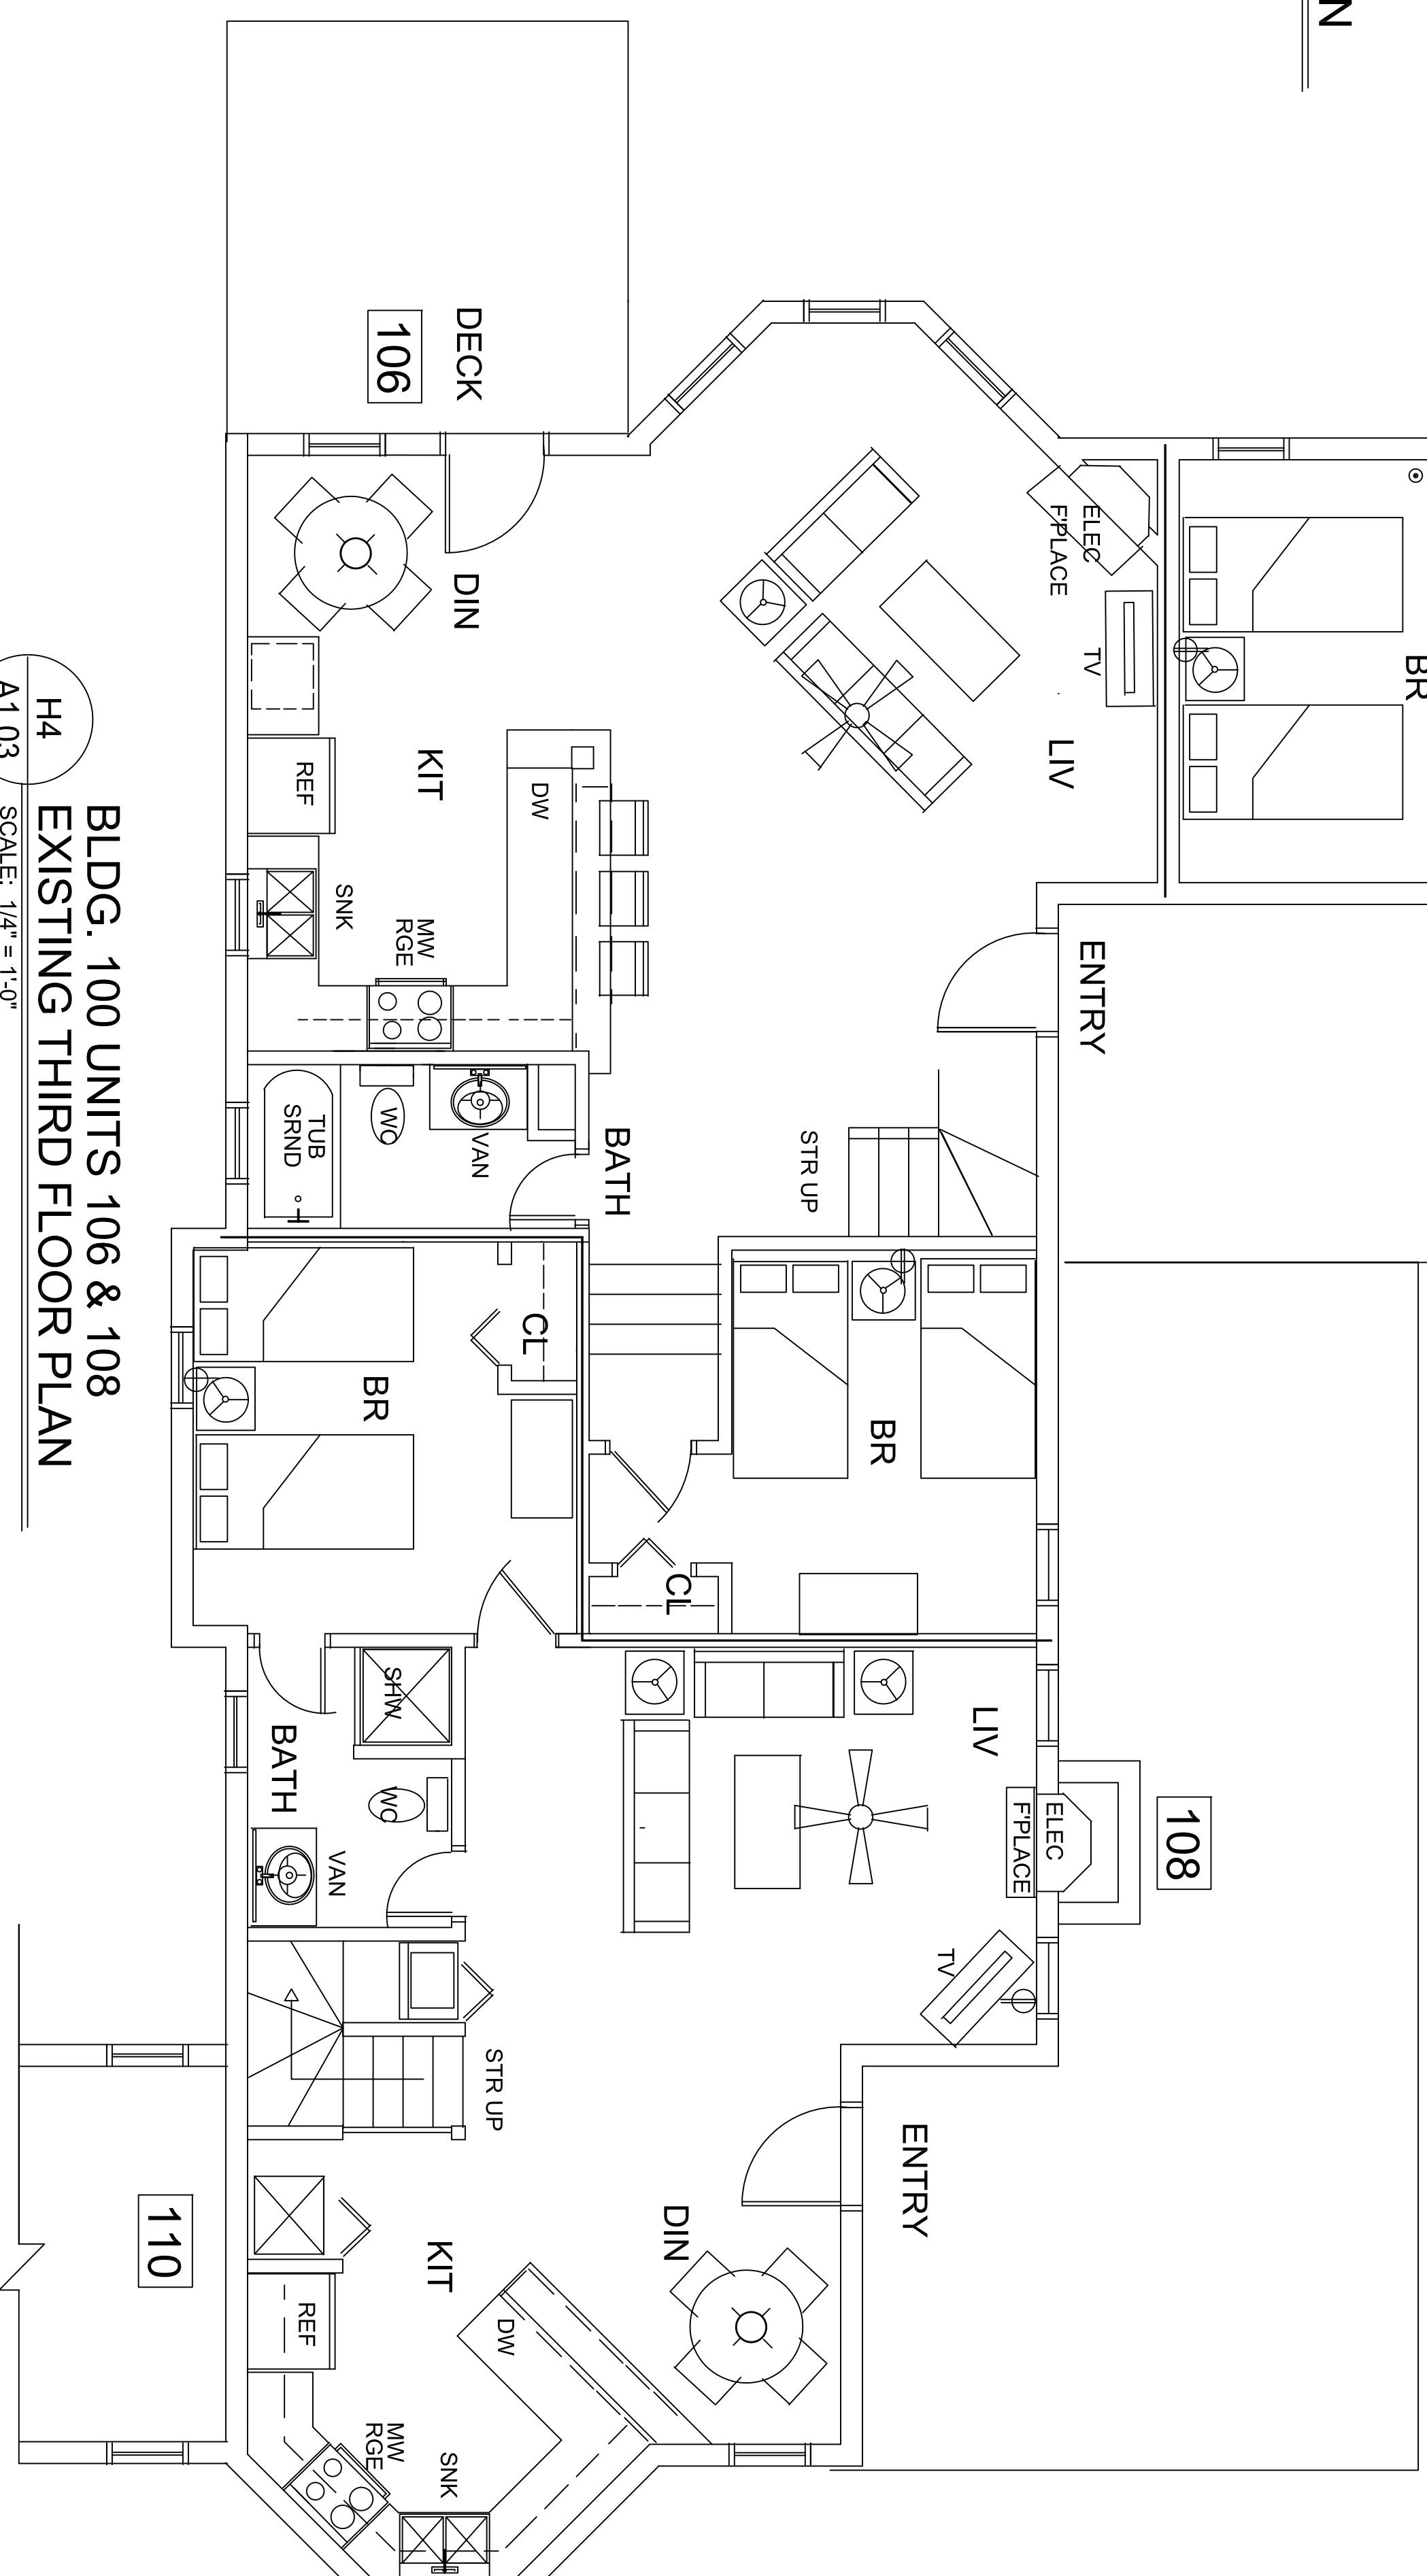 N
BR
ELEC
F'PLACE
TV
LIV
ENTRY
108
DECK
106
DIN
KIT
REF
DW
SNK
MW
RGE
BATH
VAN
WC
TUB
SRND
STR UP
BR
CL
BR
CL
LIV
ELEC
F'PLACE
TV
ENTRY
DIN
SHW
WC
BATH
VAN
STR UP
KIT
DW
REF
MW
RGE
SNK
110
H4
A1.03
BLDG. 100 UNITS 106 & 108
EXISTING THIRD FLOOR PLAN
SCALE: 1/4" = 1'-0"